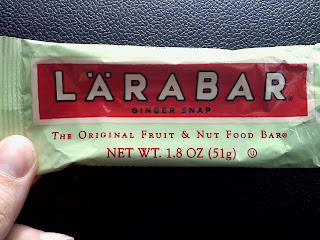 LÄRABAR®
GINGER SNAP
THE ORIGINAL FRUIT & NUT FOOD BAR®
NET WT. 1.8 OZ (51g) Ⓤ